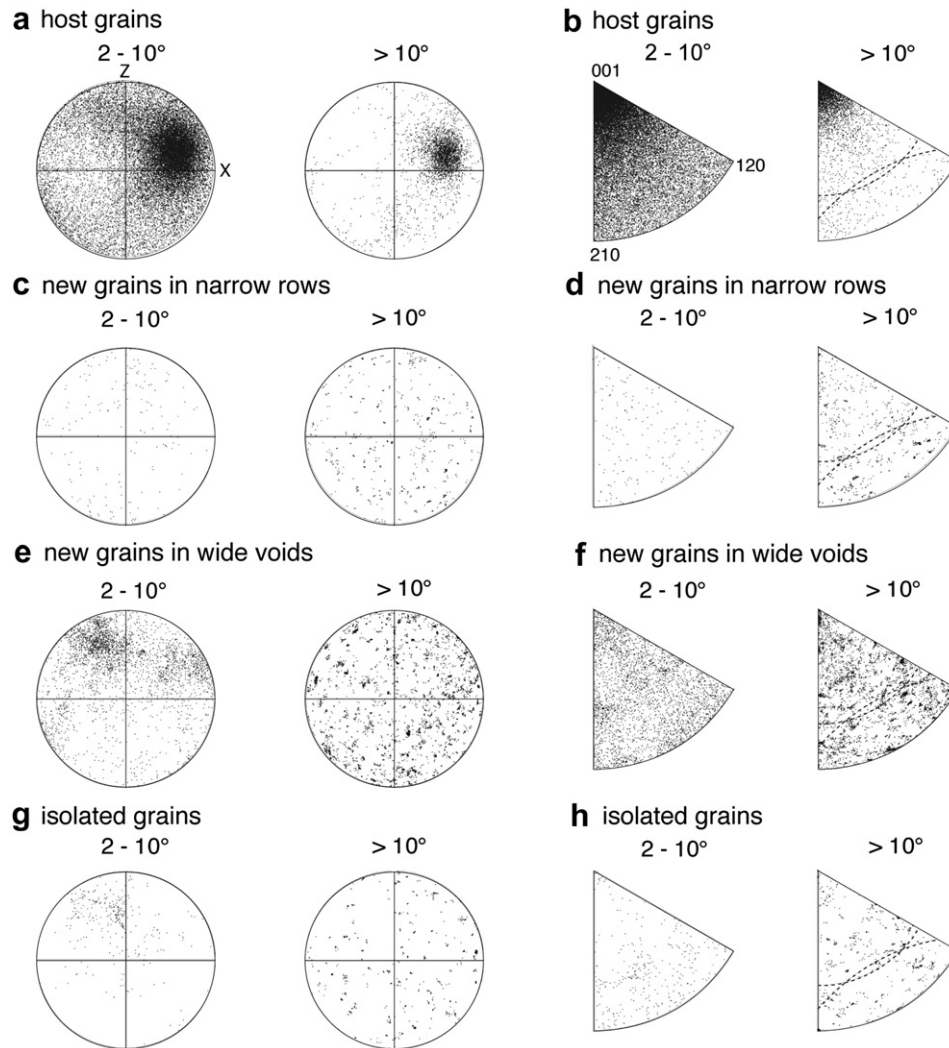 a host grains
2 - 10°
> 10°
Z
X
b host grains
2 - 10°
> 10°
001
120
210
c new grains in narrow rows
2 - 10°
> 10°
d new grains in narrow rows
2 - 10°
> 10°
e new grains in wide voids
2 - 10°
> 10°
f new grains in wide voids
2 - 10°
> 10°
g isolated grains
2 - 10°
> 10°
h isolated grains
2 - 10°
> 10°